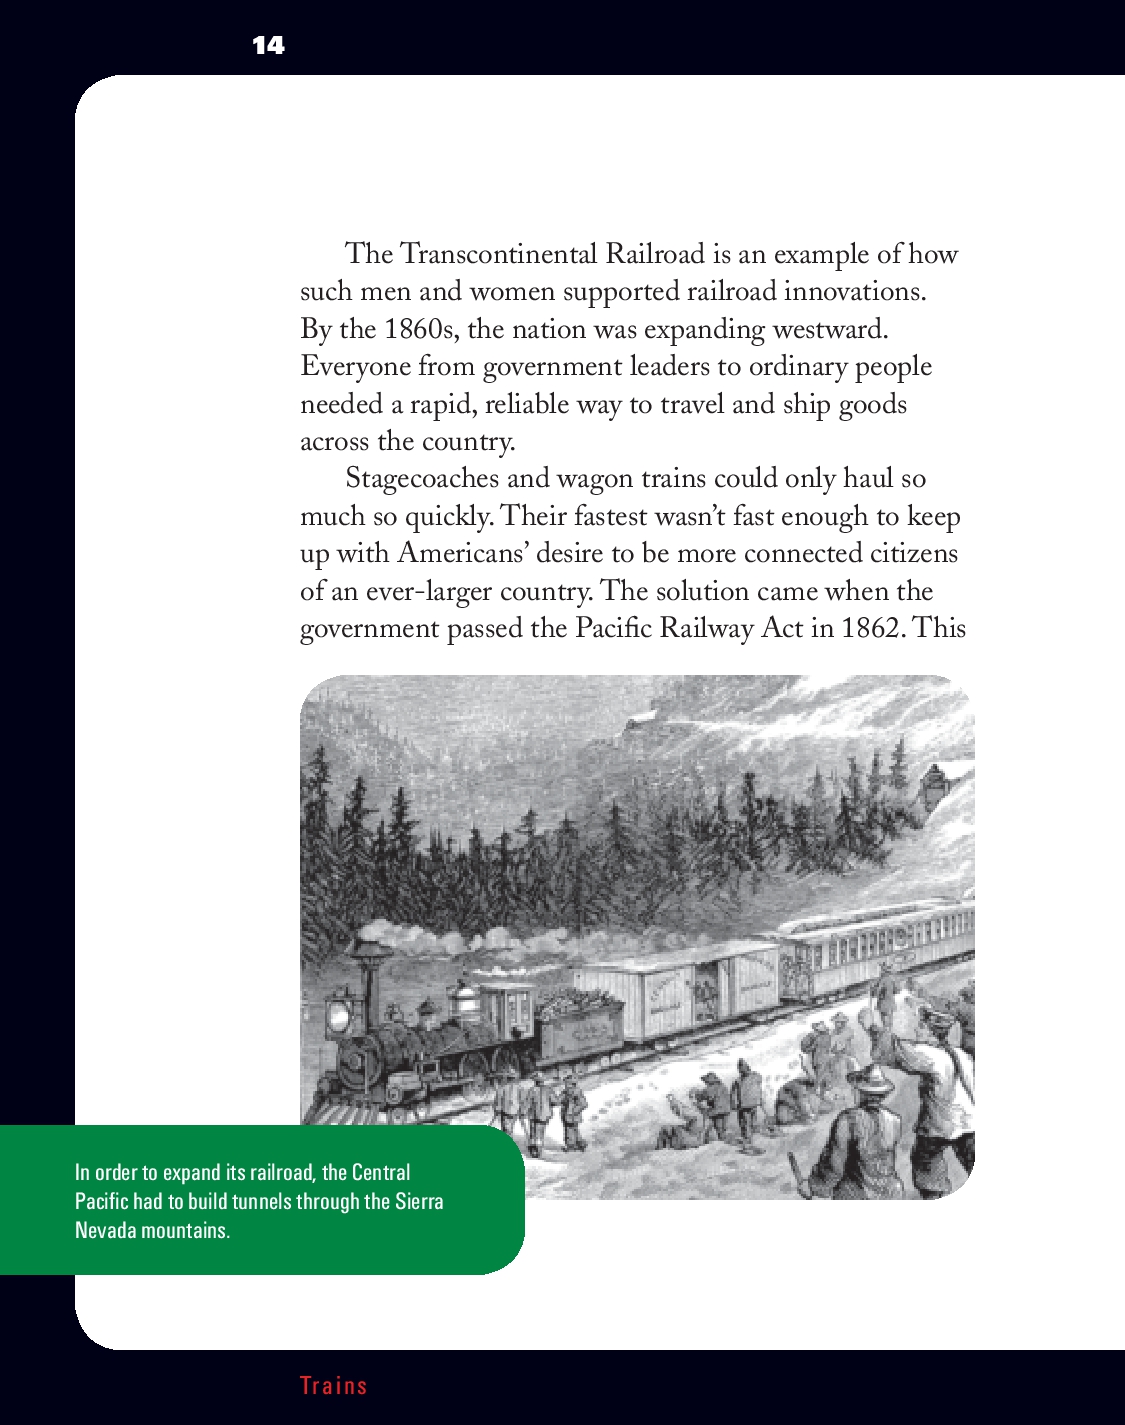 14
The Transcontinental Railroad is an example of how
such men and women supported railroad innovations.
By the 1860s, the nation was expanding westward.
Everyone from government leaders to ordinary people
needed a rapid, reliable way to travel and ship goods
across the country.
Stagecoaches and wagon trains could only haul so
much so quickly. Their fastest wasn’t fast enough to keep
up with Americans’ desire to be more connected citizens
of an ever-larger country. The solution came when the
government passed the Pacific Railway Act in 1862. This
In order to expand its railroad, the Central
Pacific had to build tunnels through the Sierra
Nevada mountains.
Trains